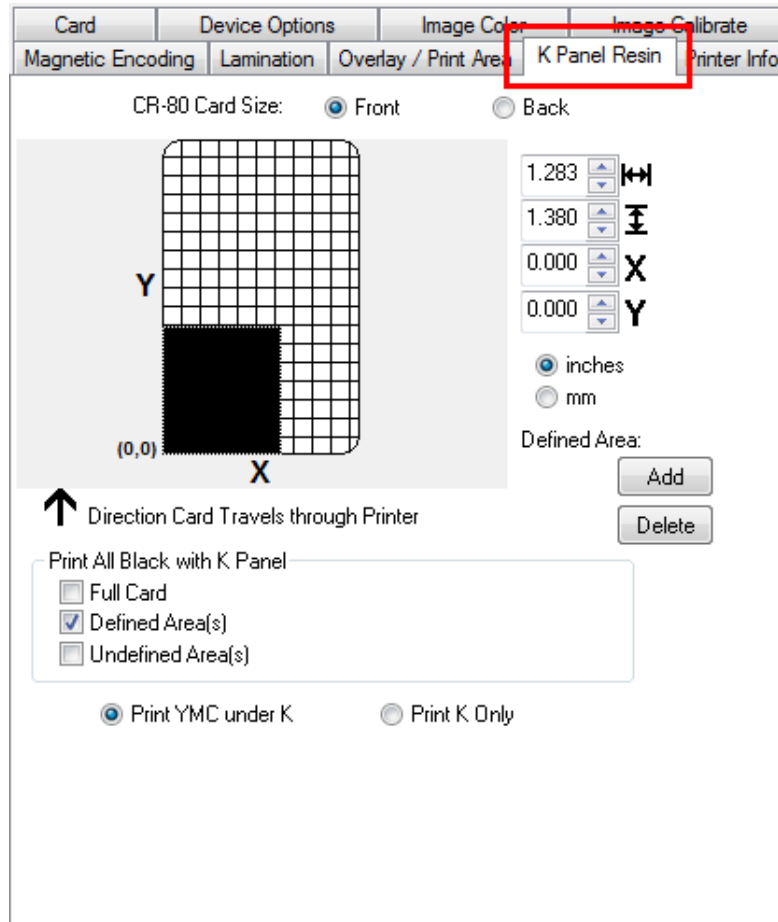 Card Device Options Image Color Image Calibrate
Magnetic Encoding Lamination Overlay / Print Area K Panel Resin Printer Info
CR-80 Card Size: Front Back
1.283
1.380
0.000 X
Y 0.000 Y
inches
mm
(0,0) Defined Area:
X Add
Direction Card Travels through Printer Delete
Print All Black with K Panel
Full Card
Defined Area(s)
Undefined Area(s)
Print YMC under K Print K Only